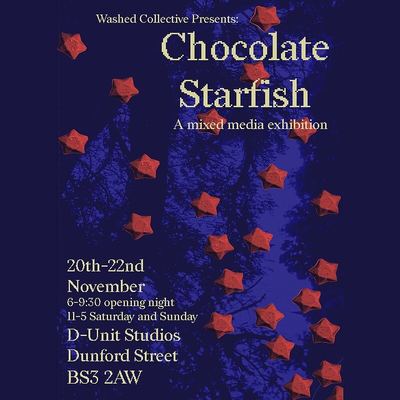 Washed Collective Presents:
Chocolate
Starfish
A mixed media exhibition
20th-22nd
November
6-9:30 opening night
11-5 Saturday and Sunday
D-Unit Studios
Dunford Street
BS3 2AW